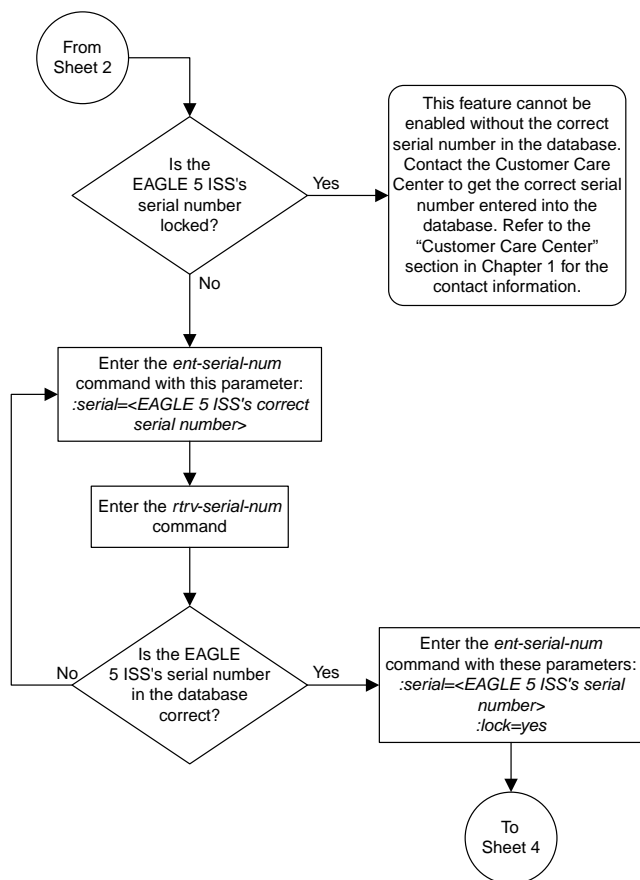 From
Sheet 2
Is the
EAGLE 5 ISS's
serial number
locked?
Yes
This feature cannot be
enabled without the correct
serial number in the database.
Contact the Customer Care
Center to get the correct serial
number entered into the
database. Refer to the
“Customer Care Center”
section in Chapter 1 for the
contact information.
No
Enter the ent-serial-num
command with this parameter:
:serial=<EAGLE 5 ISS's correct
serial number>
Enter the rtrv-serial-num
command
Is the EAGLE
5 ISS's serial number
in the database
correct?
No
Yes
Enter the ent-serial-num
command with these parameters:
:serial=<EAGLE 5 ISS's serial
number>
:lock=yes
To
Sheet 4